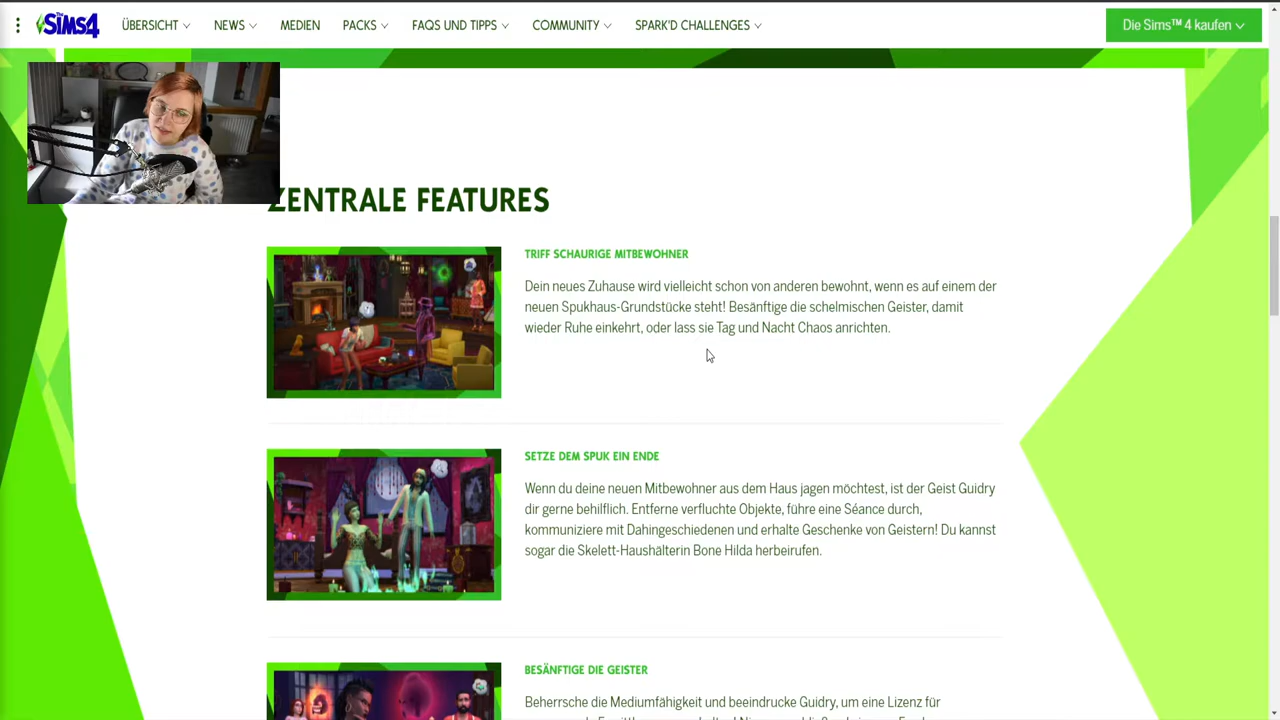 The Sims 4
ÜBERSICHT
NEWS
MEDIEN
PACKS
FAQS UND TIPPS
COMMUNITY
SPARK'D CHALLENGES
Die Sims™ 4 kaufen
ZENTRALE FEATURES
TRIFF SCHAURIGE MITBEWOHNER
Dein neues Zuhause wird vielleicht schon von anderen bewohnt, wenn es auf einem der
neuen Spukhaus-Grundstücke steht! Besänftige die schelmischen Geister, damit
wieder Ruhe einkehrt, oder lass sie Tag und Nacht Chaos anrichten.
SETZE DEM SPUK EIN ENDE
Wenn du deine neuen Mitbewohner aus dem Haus jagen möchtest, ist der Geist Guidry
dir gerne behilflich. Entferne verfluchte Objekte, führe eine Séance durch,
kommuniziere mit Dahingeschiedenen und erhalte Geschenke von Geistern! Du kannst
sogar die Skelett-Haushälterin Bone Hilda herbeirufen.
BESÄNFTIGE DIE GEISTER
Beherrsche die Mediumfähigkeit und beeindrucke Guidry, um eine Lizenz für